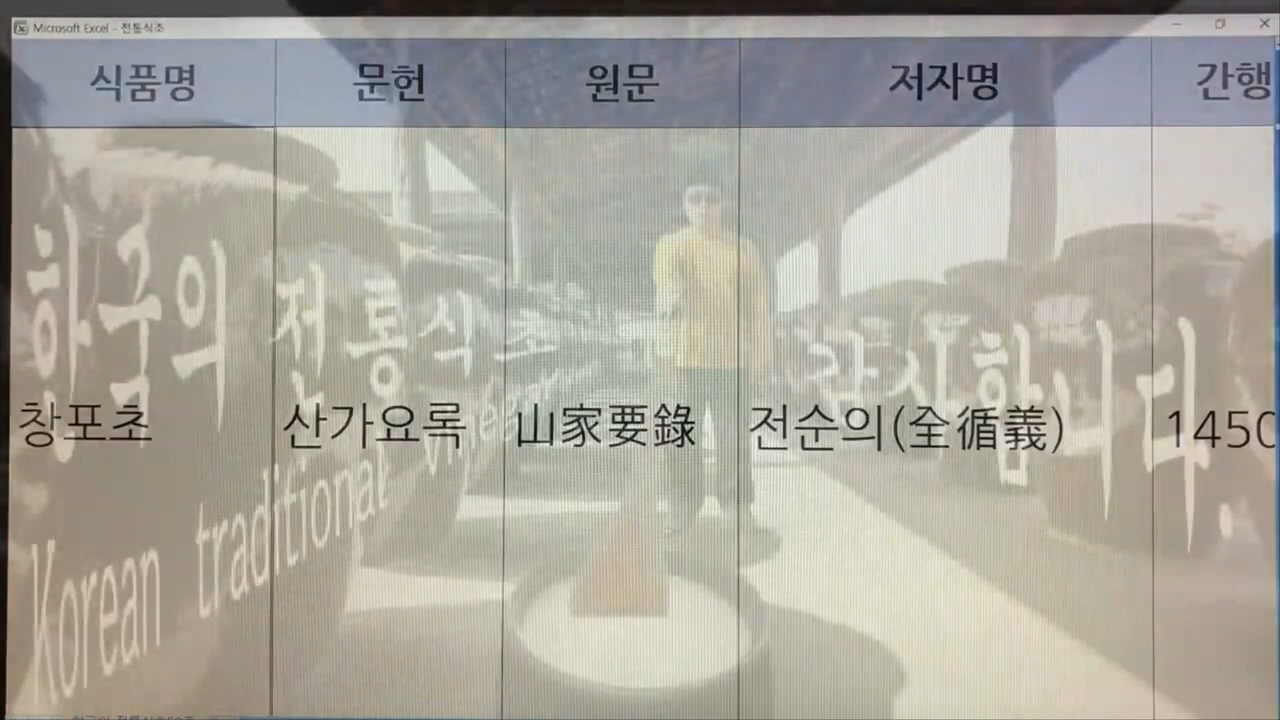 Microsoft Excel - 전통식초
식품명 문헌 원문 저자명 간행
한국의 전통식초 감사합니다.
창포초 산가요록 山家要錄 전순의(全循義) 1450
Korean traditional vinegar